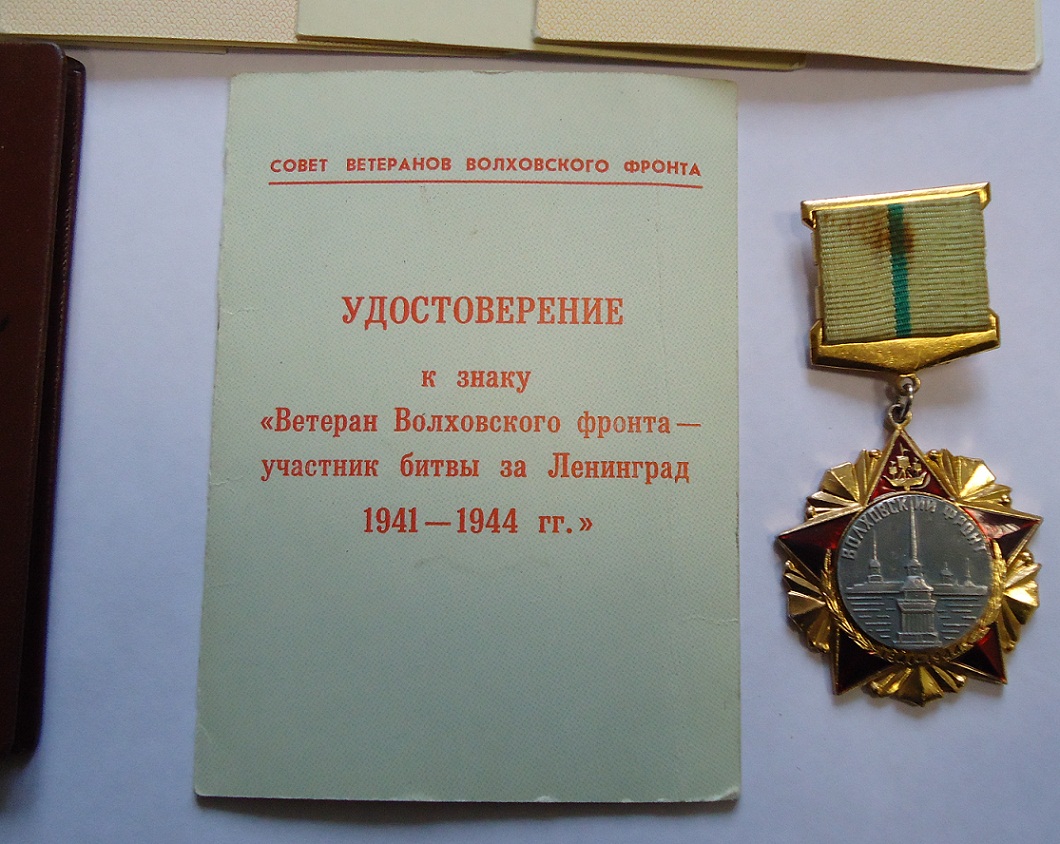 СОВЕТ ВЕТЕРАНОВ ВОЛХОВСКОГО ФРОНТА
УДОСТОВЕРЕНИЕ
к знаку
«Ветеран Волховского фронта—
участник битвы за Ленинград
1941—1944 гг.»
ВОЛХОВСКИЙ ФРОНТ